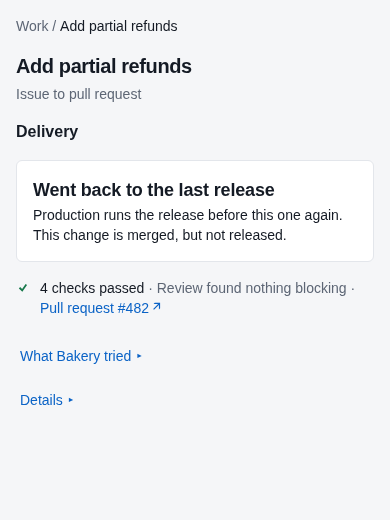 Work / Add partial refunds
Add partial refunds
Issue to pull request
Delivery
Went back to the last release
Production runs the release before this one again.
This change is merged, but not released.
4 checks passed · Review found nothing blocking ·
Pull request #482
What Bakery tried
Details